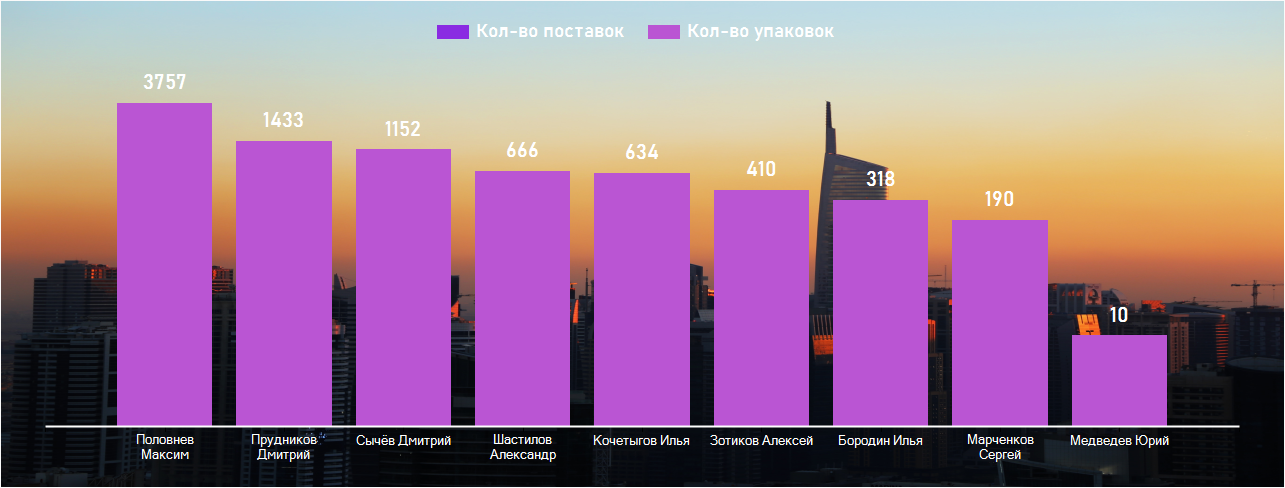 Кол-во поставок Кол-во упаковок
3757
1433
1152
666
634
410
318
190
10
Половнев
Максим
Прудников
Дмитрий
Сычёв Дмитрий
Шастилов
Александр
Кочетыгов Илья
Зотиков Алексей
Бородин Илья
Марченков
Сергей
Медведев Юрий